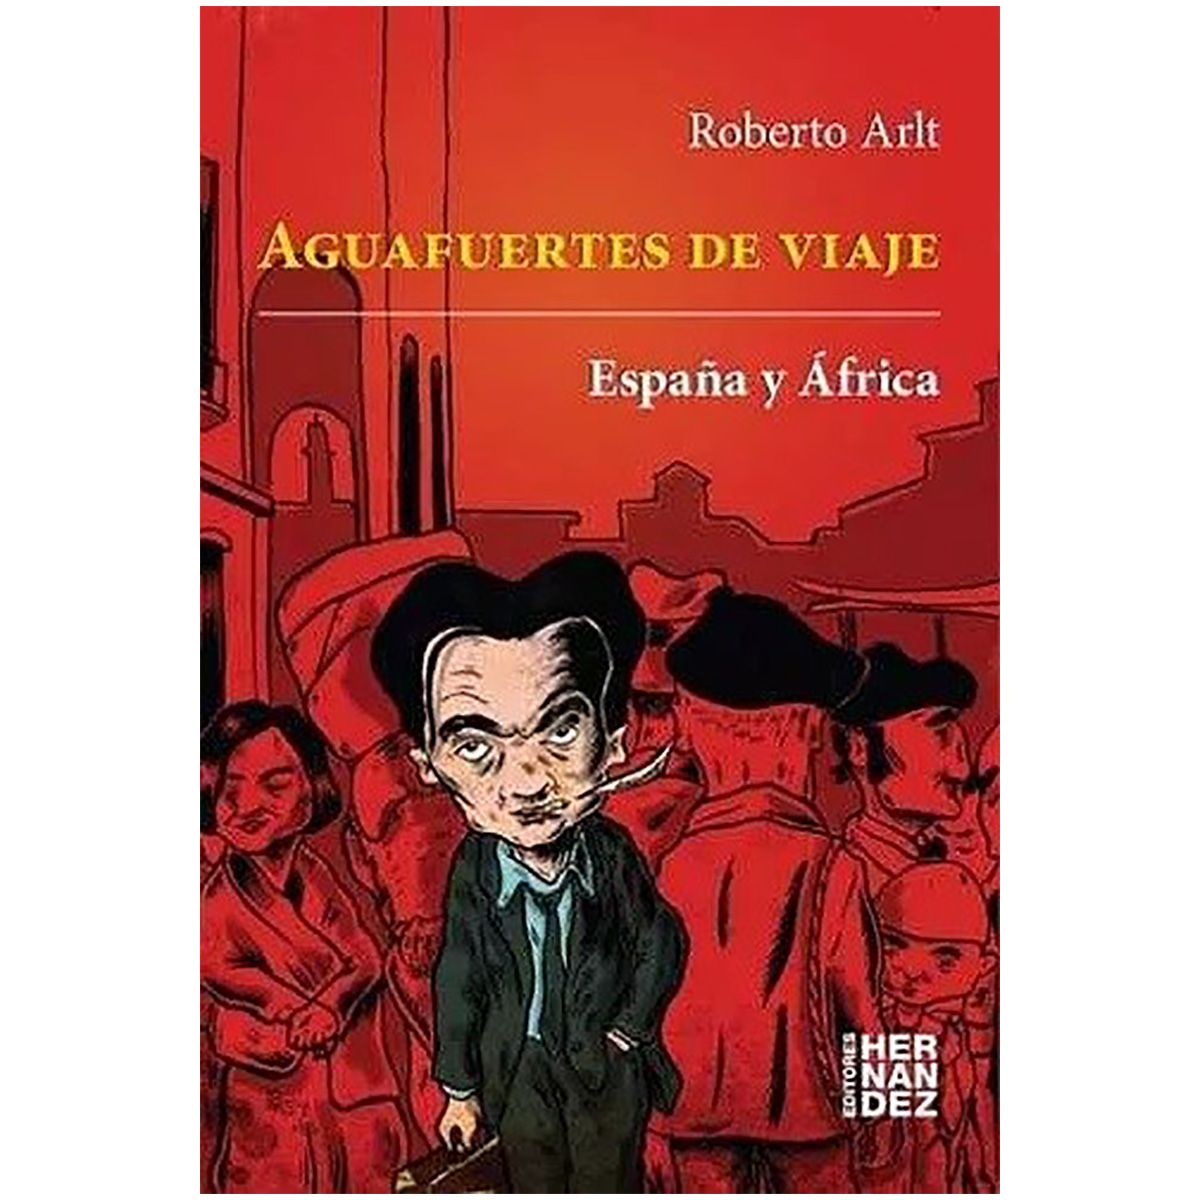 Roberto Arlt
AGUAFUERTES DE VIAJE
España y África
EDITORES
HER
NAN
DEZ